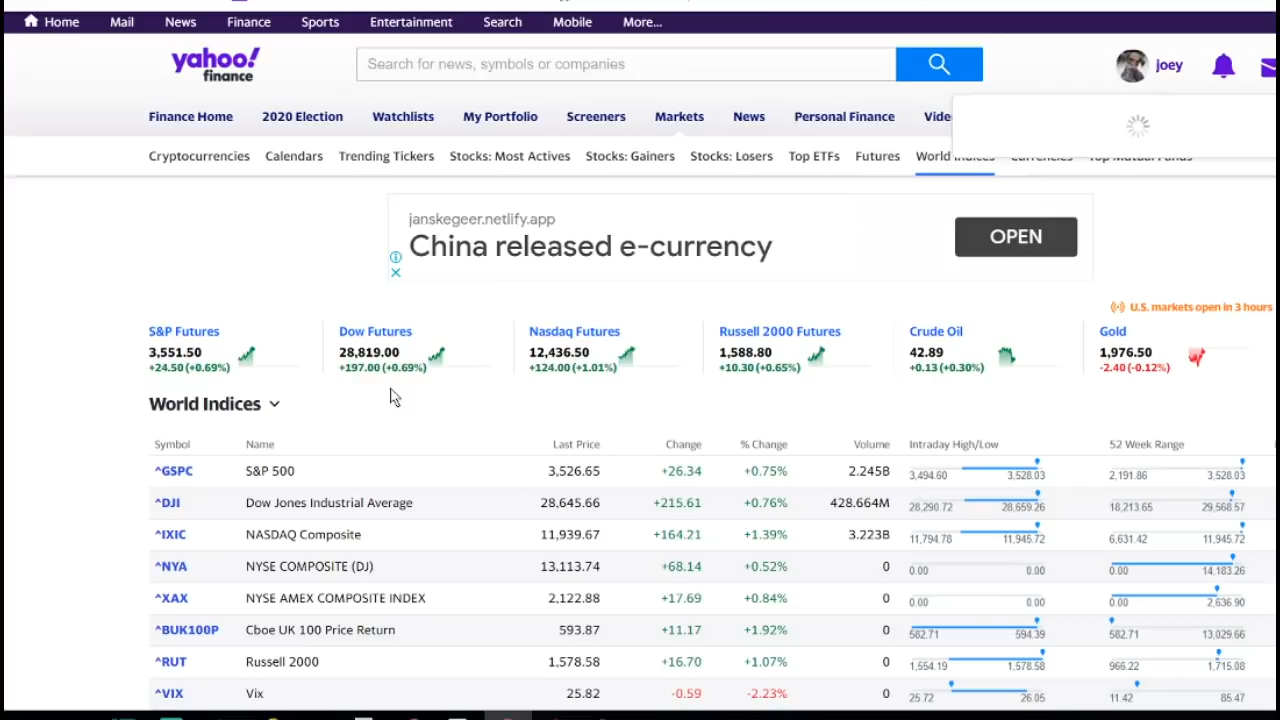 Home Mail News Finance Sports Entertainment Search Mobile More...
yahoo!
finance
Search for news, symbols or companies
joey
Finance Home 2020 Election Watchlists My Portfolio Screeners Markets News Personal Finance Vide
Cryptocurrencies Calendars Trending Tickers Stocks: Most Actives Stocks: Gainers Stocks: Losers Top ETFs Futures World Indices Currencies Top Mutual Funds
janskegeer.netlify.app
China released e-currency
OPEN
U.S. markets open in 3 hours
S&P Futures Dow Futures Nasdaq Futures Russell 2000 Futures Crude Oil Gold
3,551.50 28,819.00 12,436.50 1,588.80 42.89 1,976.50
+24.50 (+0.69%) +197.00 (+0.69%) +124.00 (+1.01%) +10.30 (+0.65%) +0.13 (+0.30%) -2.40 (-0.12%)
World Indices
Symbol Name Last Price Change % Change Volume Intraday High/Low 52 Week Range
^GSPC S&P 500 3,526.65 +26.34 +0.75% 2.245B 3,494.60 3,528.03 2,191.86 3,528.03
^DJI Dow Jones Industrial Average 28,645.66 +215.61 +0.76% 428.664M 28,290.72 28,659.26 18,213.65 29,568.57
^IXIC NASDAQ Composite 11,939.67 +164.21 +1.39% 3.223B 11,794.78 11,945.72 6,631.42 11,945.72
^NYA NYSE COMPOSITE (DJ) 13,113.74 +68.14 +0.52% 0 0.00 0.00 0.00 14,183.26
^XAX NYSE AMEX COMPOSITE INDEX 2,122.88 +17.69 +0.84% 0 0.00 0.00 0.00 2,636.90
^BUK100P Cboe UK 100 Price Return 593.87 +11.17 +1.92% 0 582.71 594.39 582.71 13,029.66
^RUT Russell 2000 1,578.58 +16.70 +1.07% 0 1,554.19 1,578.58 966.22 1,715.08
^VIX Vix 25.82 -0.59 -2.23% 0 25.72 26.05 11.42 85.47